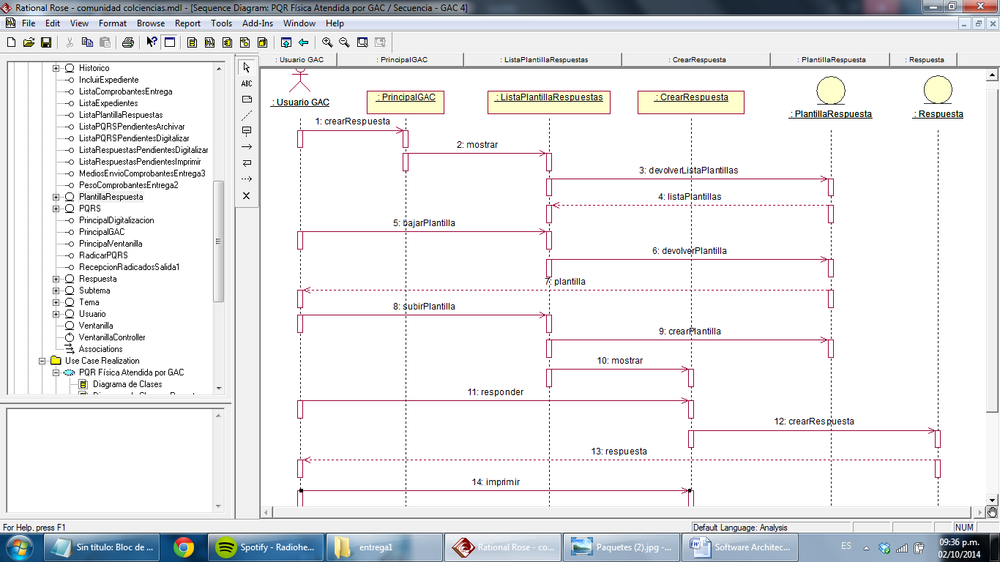 Rational Rose - comunidad colciencias.mdl - [Sequence Diagram: PQR Física Atendida por GAC / Secuencia - GAC 4]
File Edit View Format Browse Report Tools Add-Ins Window Help
Historico
IncluirExpediente
ListaComprobantesEntrega
ListaExpedientes
ListaPlantillaRespuestas
ListaPQRSPendientesArchivar
ListaPQRSPendientesDigitalizar
ListaRespuestasPendientesDigitalizar
ListaRespuestasPendientesImprimir
MediosEnvioComprobantesEntrega3
PesoComprobantesEntrega2
PlantillaRespuesta
PQRS
PrincipalDigitalizacion
PrincipalGAC
PrincipalVentanilla
RadicarPQRS
RecepcionRadicadosSalida1
Respuesta
Subtema
Tema
Usuario
Ventanilla
VentanillaController
Associations
Use Case Realization
PQR Física Atendida por GAC
Diagrama de Clases
ABC
: Usuario GAC : PrincipalGAC : ListaPlantillaRespuestas : CrearRespuesta : PlantillaRespuesta : Respuesta
: Usuario GAC
: PrincipalGAC
: ListaPlantillaRespuestas
: CrearRespuesta
: PlantillaRespuesta
: Respuesta
1: crearRespuesta
2: mostrar
3: devolverListaPlantillas
4: listaPlantillas
5: bajarPlantilla
6: devolverPlantilla
7: plantilla
8: subirPlantilla
9: crearPlantilla
10: mostrar
11: responder
12: crearRespuesta
13: respuesta
14: imprimir
For Help, press F1
Default Language: Analysis
NUM
Sin título: Bloc de ...
Spotify - Radiohe...
entrega1
Rational Rose - co...
Paquetes (2).jpg -...
Software Architec...
ES
09:36 p.m.
02/10/2014